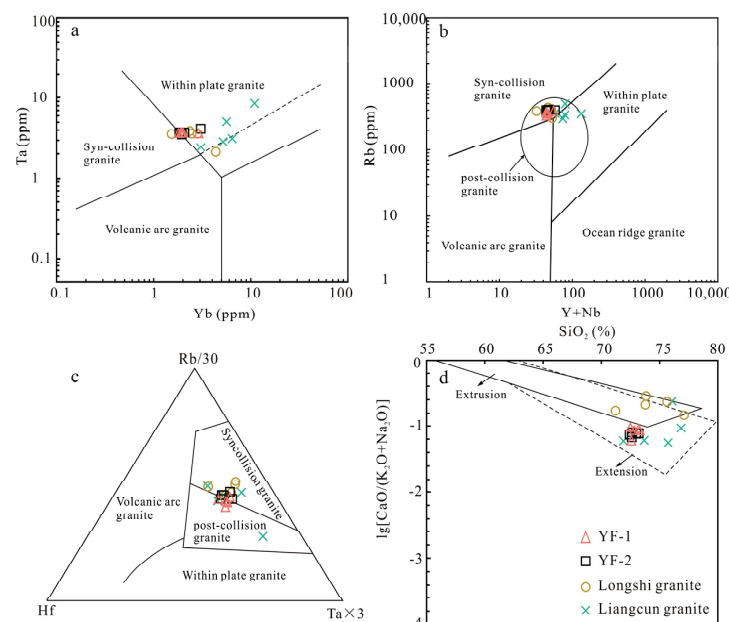 a
100
10
1
0.1
Ta (ppm)
Within plate granite
Syn-collision
granite
Volcanic arc granite
0.1
1
10
100
Yb (ppm)
b
10,000
1000
100
10
1
Rb (ppm)
Syn-collision
granite
Within plate
granite
post-collision
granite
Volcanic arc granite
Ocean ridge granite
1
10
100
1000
10,000
Y+Nb
c
Rb/30
Syncollision granite
Volcanic arc
granite
post-collision
granite
Within plate granite
Hf
Ta×3
SiO₂ (%)
55
60
65
70
75
80
d
0
-1
-2
-3
-4
lg[CaO/(K₂O+Na₂O)]
Extrusion
Extension
YF-1
YF-2
Longshi granite
Liangcun granite